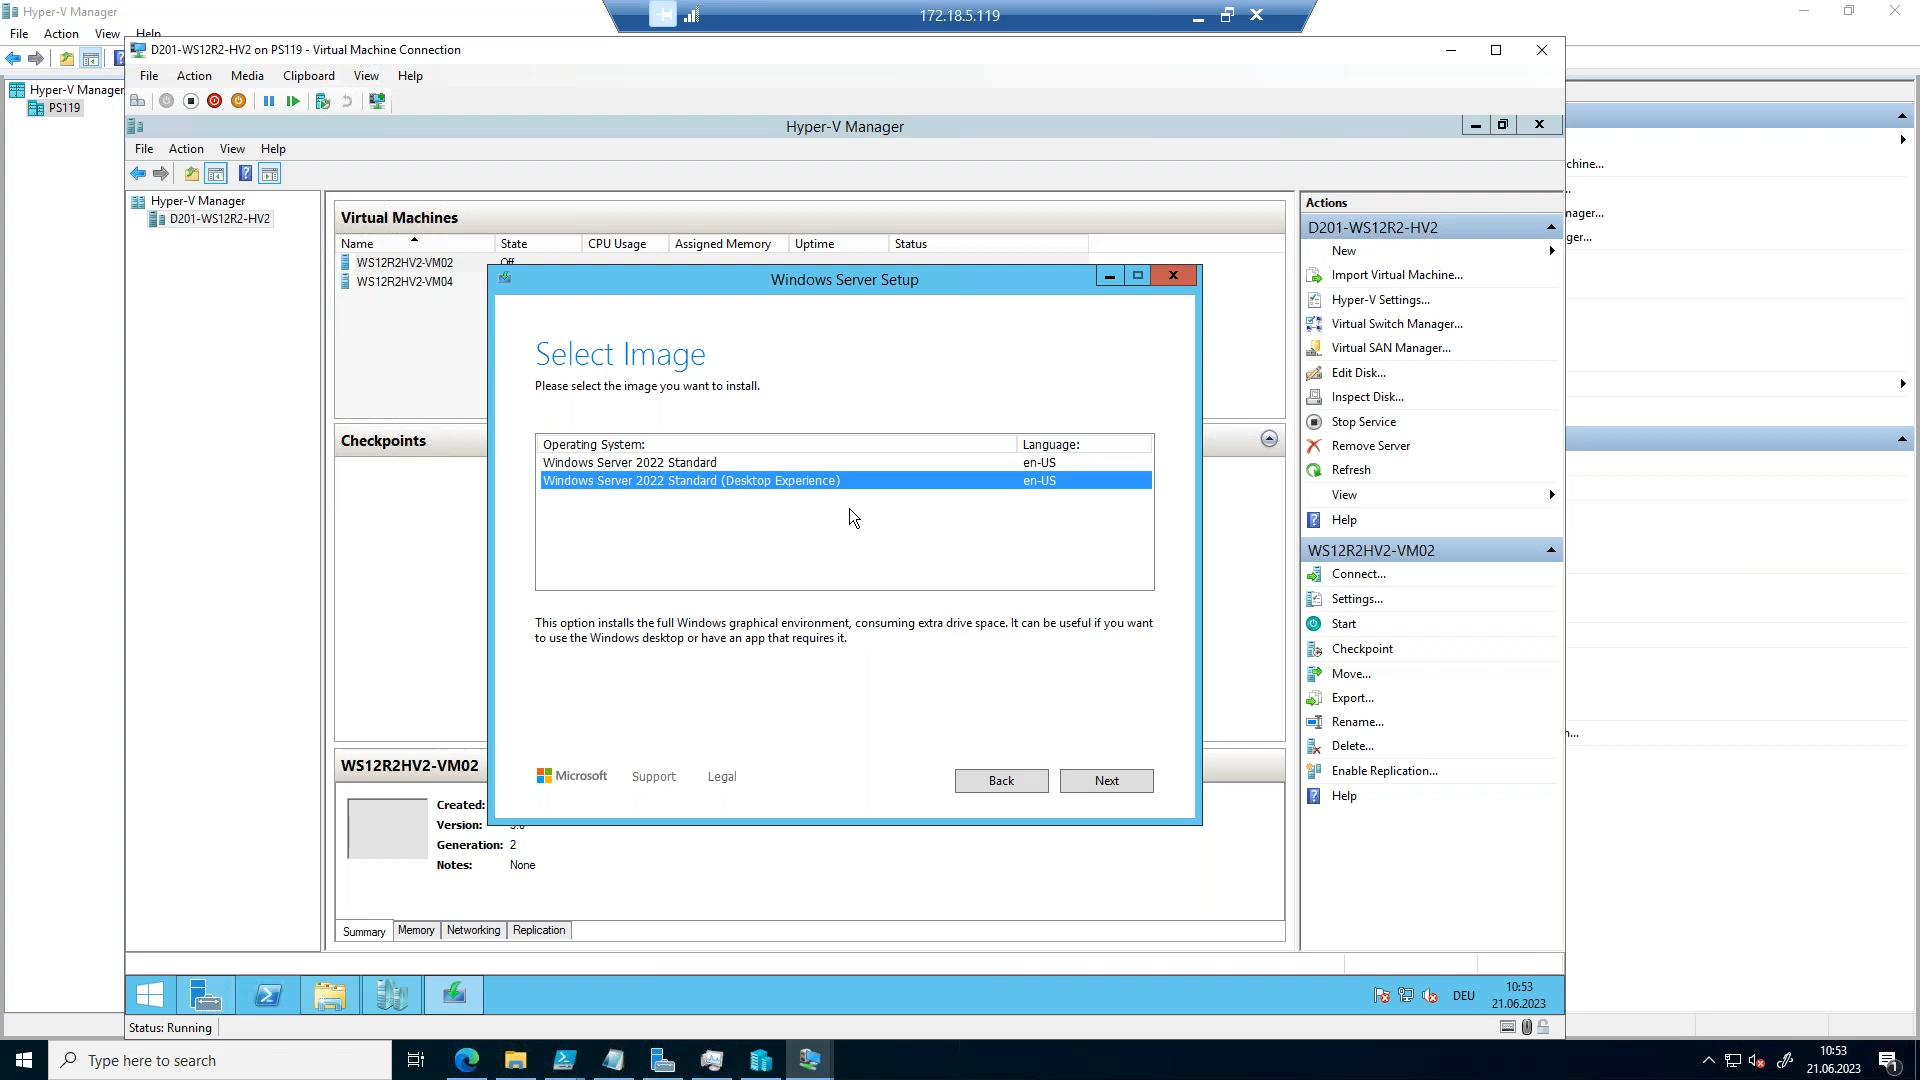 Hyper-V Manager
File Action View Help
172.18.5.119
Hyper-V Manager
PS119
D201-WS12R2-HV2 on PS119 - Virtual Machine Connection
File Action Media Clipboard View Help
Hyper-V Manager
File Action View Help
Hyper-V Manager
D201-WS12R2-HV2
Virtual Machines
Name State CPU Usage Assigned Memory Uptime Status
WS12R2HV2-VM02 Off
WS12R2HV2-VM04
Checkpoints
WS12R2HV2-VM02
Created:
Version:
Generation: 2
Notes: None
Summary Memory Networking Replication
Windows Server Setup
Select Image
Please select the image you want to install.
Operating System: Language:
Windows Server 2022 Standard en-US
Windows Server 2022 Standard (Desktop Experience) en-US
This option installs the full Windows graphical environment, consuming extra drive space. It can be useful if you want
to use the Windows desktop or have an app that requires it.
Microsoft Support Legal
Back Next
Actions
D201-WS12R2-HV2
New
Import Virtual Machine...
Hyper-V Settings...
Virtual Switch Manager...
Virtual SAN Manager...
Edit Disk...
Inspect Disk...
Stop Service
Remove Server
Refresh
View
Help
WS12R2HV2-VM02
Connect...
Settings...
Start
Checkpoint
Move...
Export...
Rename...
Delete...
Enable Replication...
Help
DEU
10:53
21.06.2023
Status: Running
Type here to search
10:53
21.06.2023
1